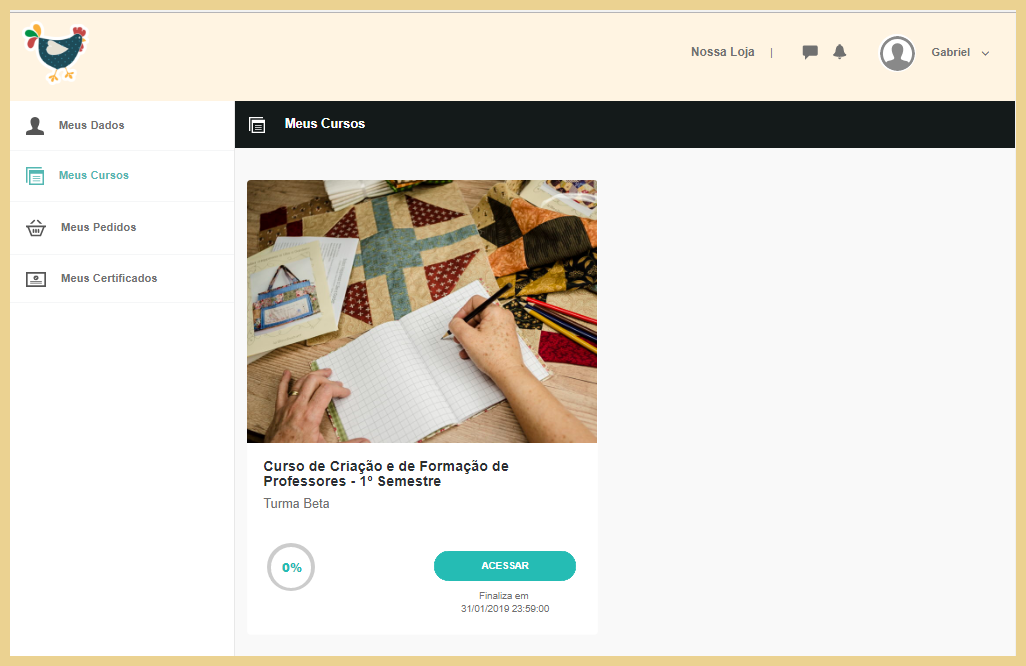 Nossa Loja |
Gabriel
Meus Dados
Meus Cursos
Meus Pedidos
Meus Certificados
Meus Cursos
Curso de Criação e de Formação de
Professores - 1º Semestre
Turma Beta
0%
ACESSAR
Finaliza em
31/01/2019 23:59:00